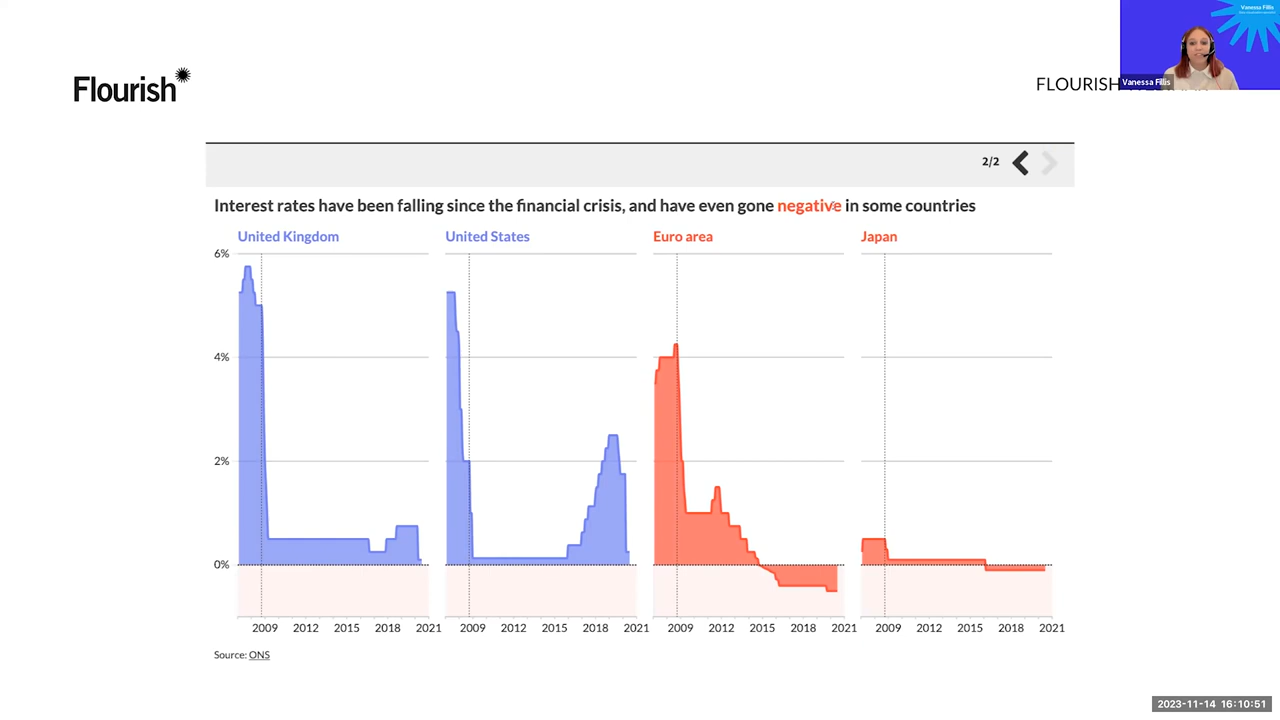 Vanessa Fillis
Vanessa Fillis
Flourish
FLOURISH
2/2
Interest rates have been falling since the financial crisis, and have even gone negative in some countries
United Kingdom United States Euro area Japan
6%
4%
2%
0%
2009 2012 2015 2018 2021 2009 2012 2015 2018 2021 2009 2012 2015 2018 2021 2009 2012 2015 2018 2021
Source: ONS
2023-11-14 16:10:51